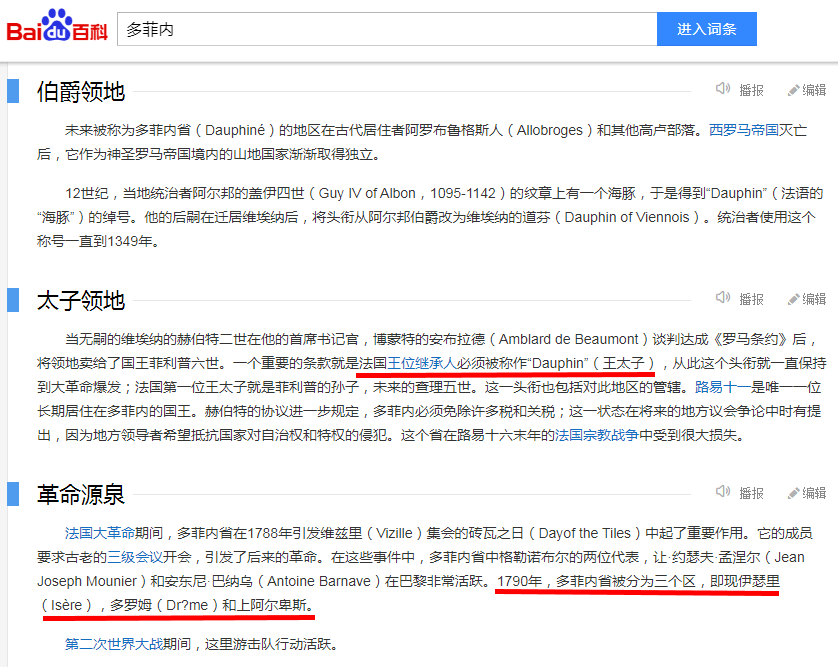 Bai du 百科
多菲内
进入词条
伯爵领地
播报 编辑
未来被称为多菲内省（Dauphiné）的地区在古代居住者阿罗布鲁格斯人（Allobroges）和其他高卢部落。西罗马帝国灭亡
后，它作为神圣罗马帝国境内的山地国家渐渐取得独立。
12世纪，当地统治者阿尔邦的盖伊四世（Guy IV of Albon，1095-1142）的纹章上有一个海豚，于是得到“Dauphin”（法语的
“海豚”）的绰号。他的后嗣在迁居维埃纳后，将头衔从阿尔邦伯爵改为维埃纳的道芬（Dauphin of Viennois）。统治者使用这个
称号一直到1349年。
太子领地
播报 编辑
当无嗣的维埃纳的赫伯特二世在他的首席书记官，博蒙特的安布拉德（Amblard de Beaumont）谈判达成《罗马条约》后，
将领地卖给了国王菲利普六世。一个重要的条款就是法国王位继承人必须被称作“Dauphin”（王太子），从此这个头衔就一直保持
到大革命爆发；法国第一位王太子就是菲利普的孙子，未来的查理五世。这一头衔也包括对此地区的管辖。路易十一是唯一一位
长期居住在多菲内的国王。赫伯特的协议进一步规定，多菲内必须免除许多税和关税；这一状态在将来的地方议会争论中时有提
出，因为地方领导者希望抵抗国家对自治权和特权的侵犯。这个省在路易十六末年的法国宗教战争中受到很大损失。
革命源泉
播报 编辑
法国大革命期间，多菲内省在1788年引发维兹里（Vizille）集会的砖瓦之日（Dayof the Tiles）中起了重要作用。它的成员
要求古老的三级会议开会，引发了后来的革命。在这些事件中，多菲内省中格勒诺布尔的两位代表，让·约瑟夫·孟涅尔（Jean
Joseph Mounier）和安东尼·巴纳乌（Antoine Barnave）在巴黎非常活跃。1790年，多菲内省被分为三个区，即现伊瑟里
（Isère），多罗姆（Dr?me）和上阿尔卑斯。
第二次世界大战期间，这里游击队行动活跃。